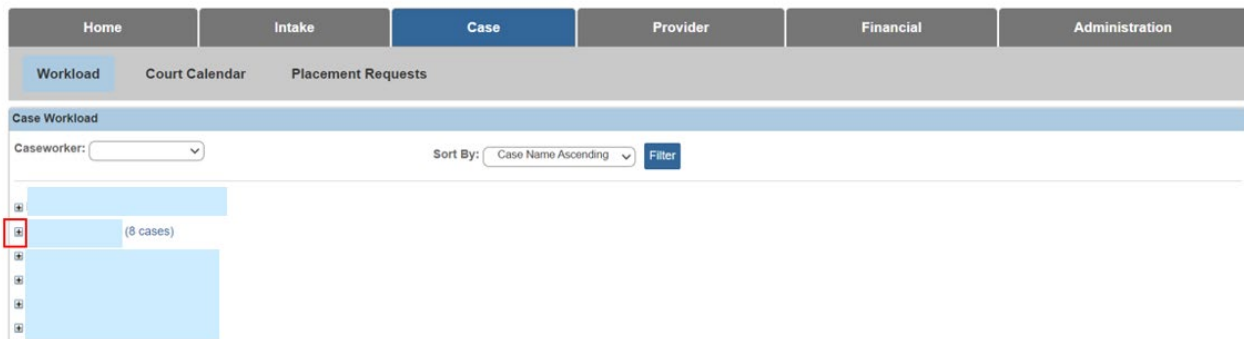 Home Intake Case Provider Financial Administration
Workload Court Calendar Placement Requests
Case Workload
Caseworker: Sort By: Case Name Ascending Filter
(8 cases)